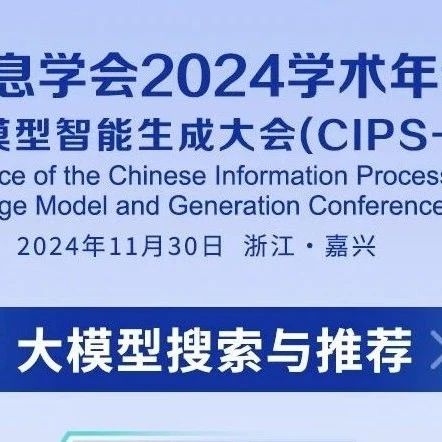 息学会2024学术年
模型智能生成大会(CIPS-
ce of the Chinese Information Process
ge Model and Generation Conference
2024年11月30日 浙江·嘉兴
大模型搜索与推荐